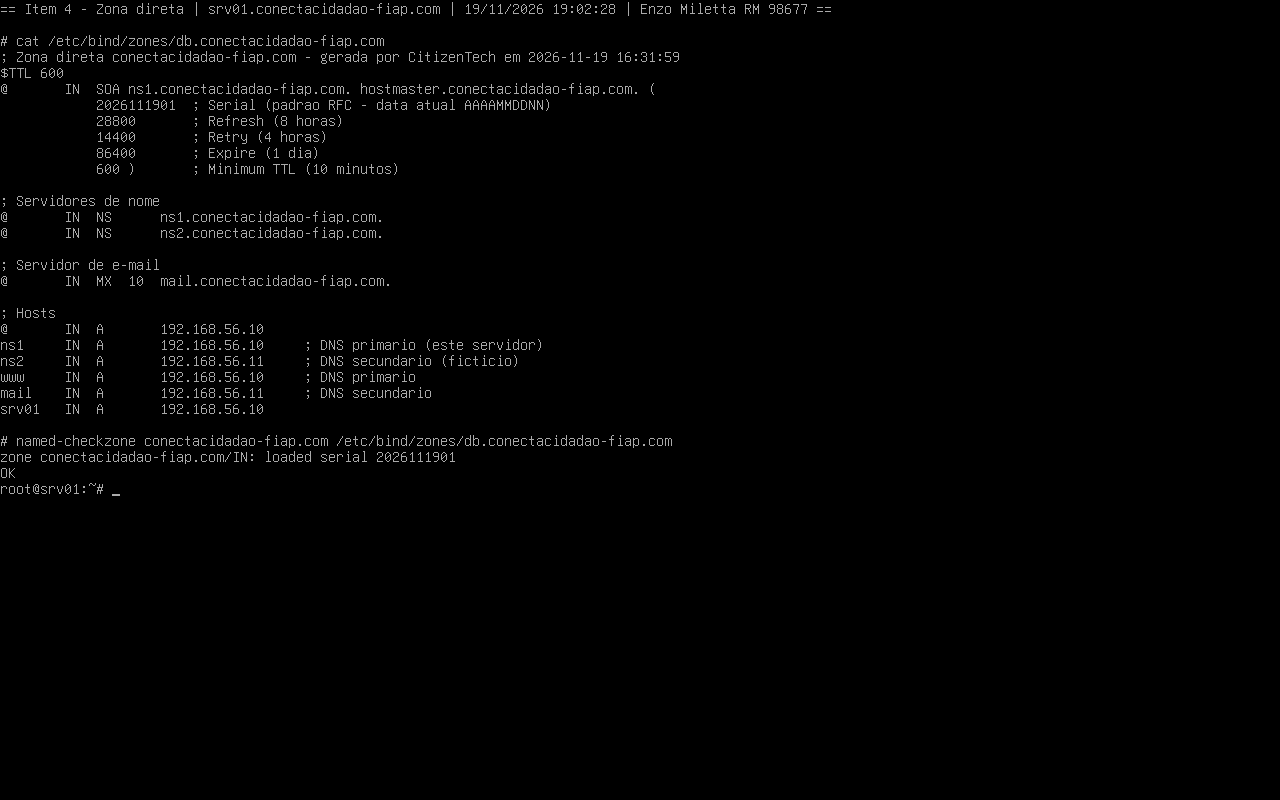 == Item 4 - Zona direta | srv01.conectacidadao-fiap.com | 19/11/2026 19:02:28 | Enzo Miletta RM 98677 ==

# cat /etc/bind/zones/db.conectacidadao-fiap.com
; Zona direta conectacidadao-fiap.com - gerada por CitizenTech em 2026-11-19 16:31:59
$TTL 600
@       IN  SOA ns1.conectacidadao-fiap.com. hostmaster.conectacidadao-fiap.com. (
            2026111901  ; Serial (padrao RFC - data atual AAAAMMDDNN)
            28800       ; Refresh (8 horas)
            14400       ; Retry (4 horas)
            86400       ; Expire (1 dia)
            600 )       ; Minimum TTL (10 minutos)

; Servidores de nome
@       IN  NS      ns1.conectacidadao-fiap.com.
@       IN  NS      ns2.conectacidadao-fiap.com.

; Servidor de e-mail
@       IN  MX  10  mail.conectacidadao-fiap.com.

; Hosts
@       IN  A       192.168.56.10
ns1     IN  A       192.168.56.10     ; DNS primario (este servidor)
ns2     IN  A       192.168.56.11     ; DNS secundario (ficticio)
www     IN  A       192.168.56.10     ; DNS primario
mail    IN  A       192.168.56.11     ; DNS secundario
srv01   IN  A       192.168.56.10

# named-checkzone conectacidadao-fiap.com /etc/bind/zones/db.conectacidadao-fiap.com
zone conectacidadao-fiap.com/IN: loaded serial 2026111901
OK
root@srv01:~# _